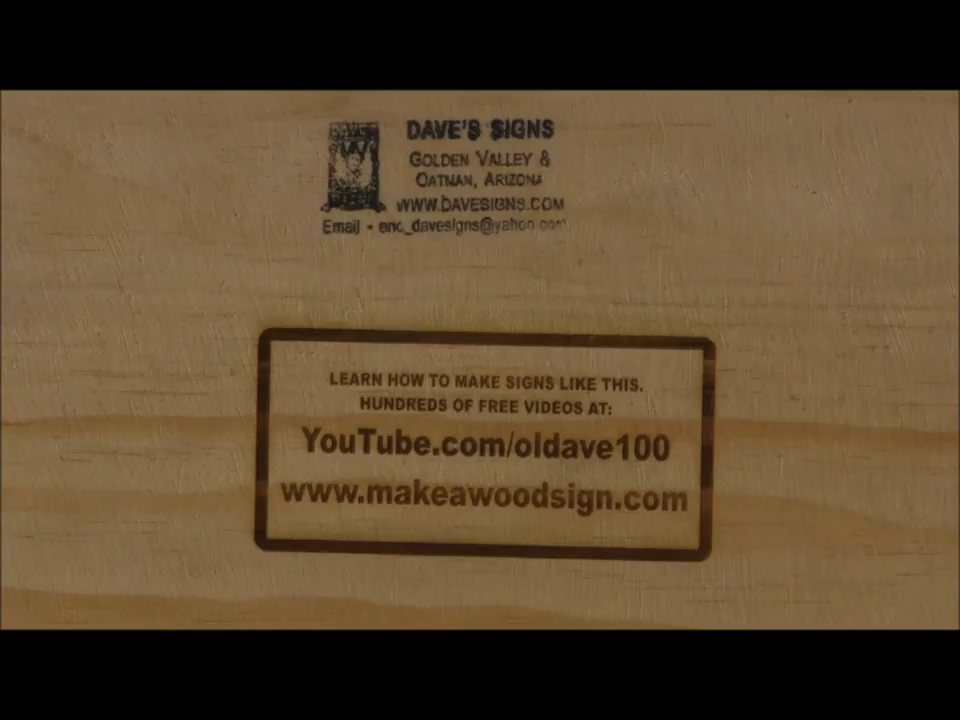 DAVE'S SIGNS
GOLDEN VALLEY &
OATMAN, ARIZONA
WWW.DAVESIGNS.COM
Email - eric_davesigns@yahoo.com
LEARN HOW TO MAKE SIGNS LIKE THIS.
HUNDREDS OF FREE VIDEOS AT:
YouTube.com/oldave100
www.makeawoodsign.com